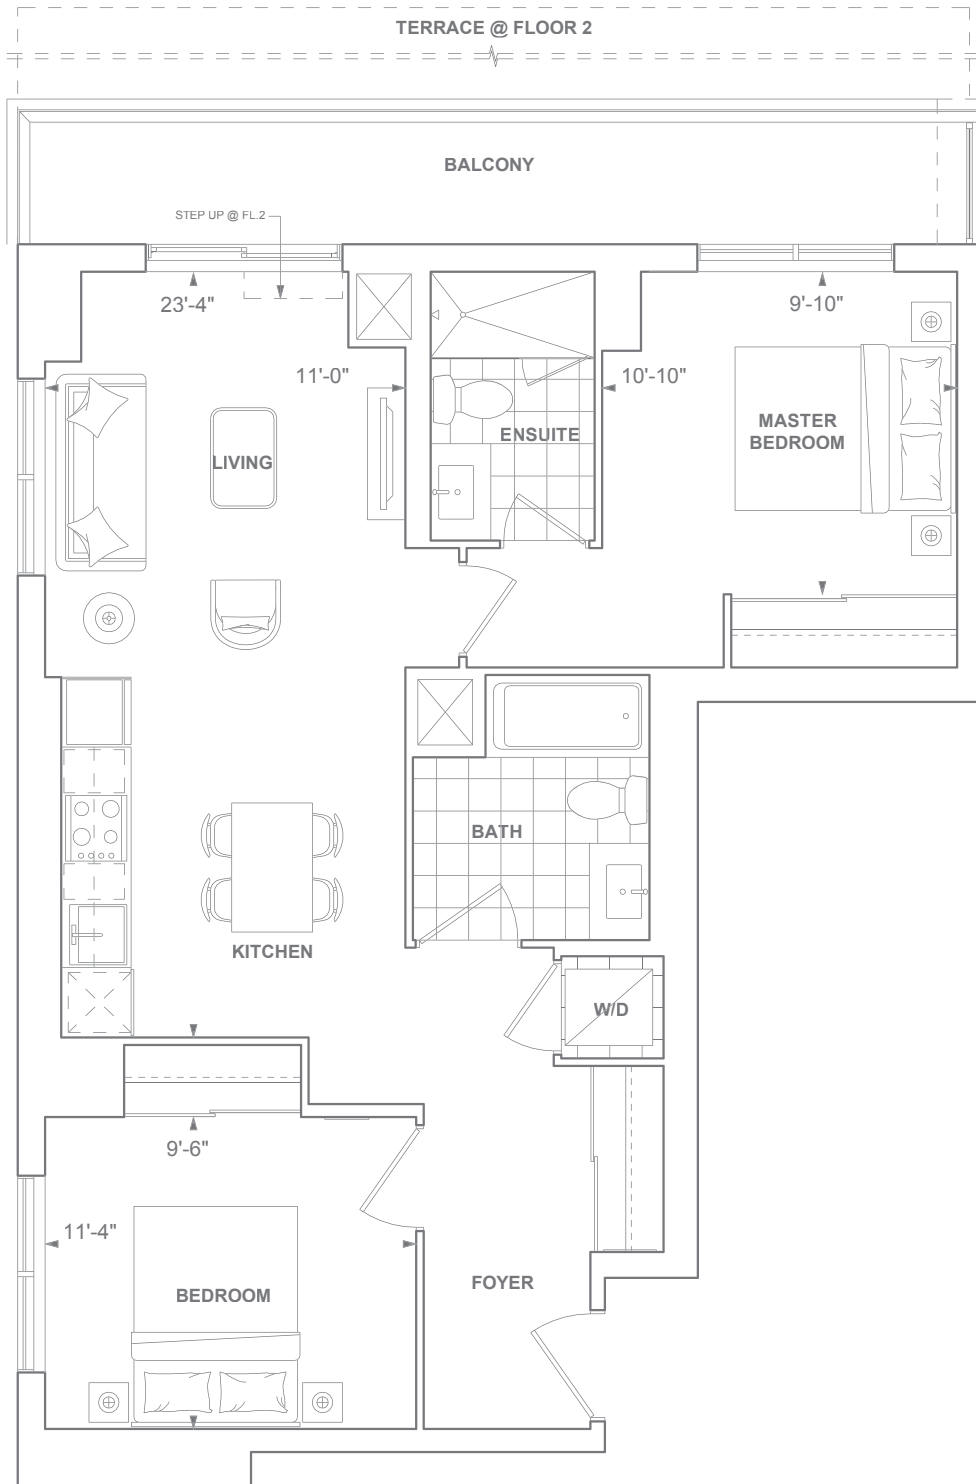 TERRACE @ FLOOR 2
BALCONY
STEP UP @ FL.2
23'-4"
9'-10"
11'-0"
10'-10"
MASTER
BEDROOM
ENSUITE
LIVING
BATH
KITCHEN
W/D
9'-6"
11'-4"
FOYER
BEDROOM